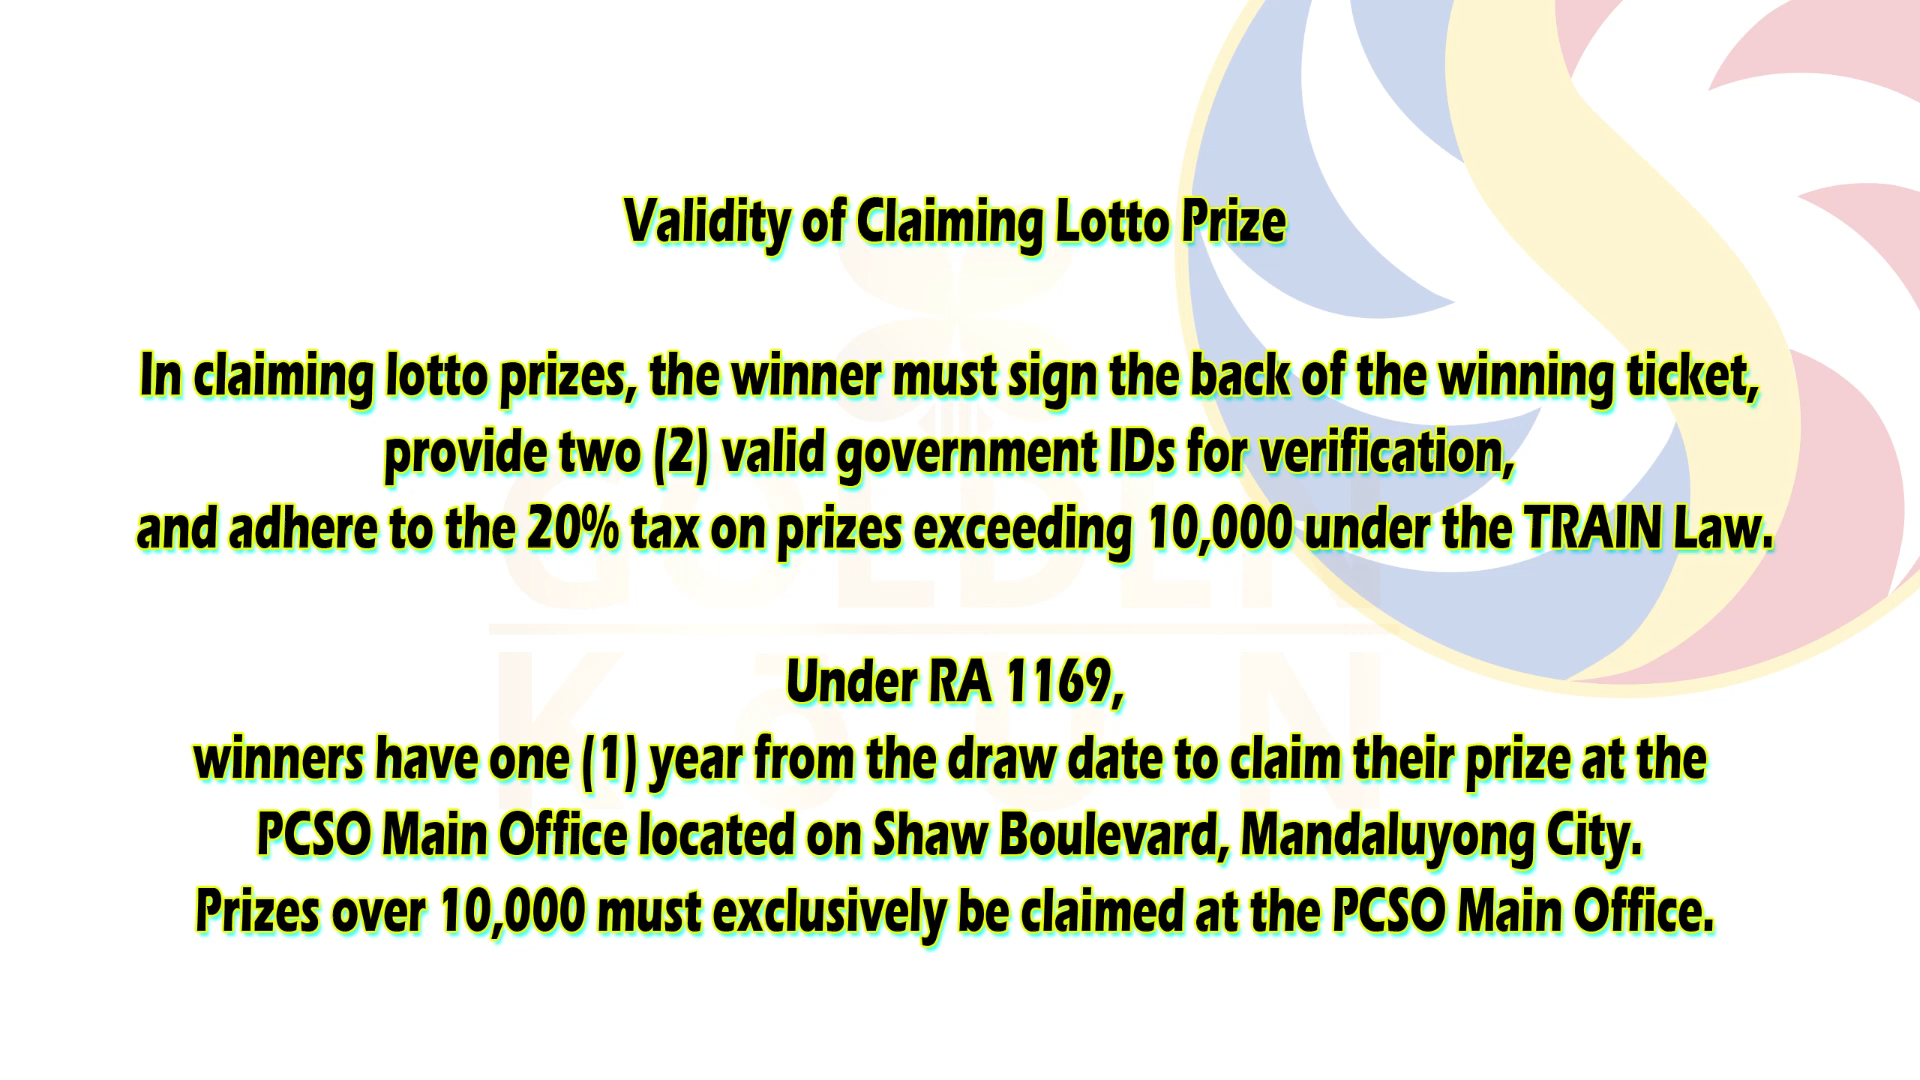 Validity of Claiming Lotto Prize
In claiming lotto prizes, the winner must sign the back of the winning ticket,
provide two (2) valid government IDs for verification,
and adhere to the 20% tax on prizes exceeding 10,000 under the TRAIN Law.
GOLDEN
KōUN
Under RA 1169,
winners have one (1) year from the draw date to claim their prize at the
PCSO Main Office located on Shaw Boulevard, Mandaluyong City.
Prizes over 10,000 must exclusively be claimed at the PCSO Main Office.